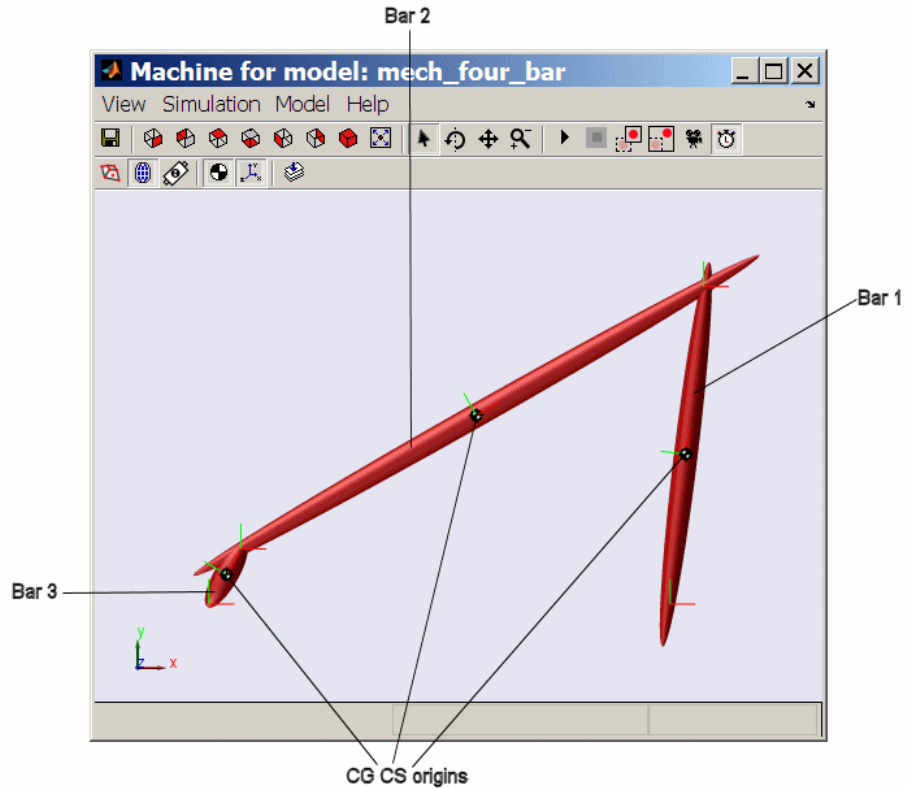 Bar 2
Machine for model: mech_four_bar
View Simulation Model Help
Bar 1
Bar 3
y
z x
CG CS origins